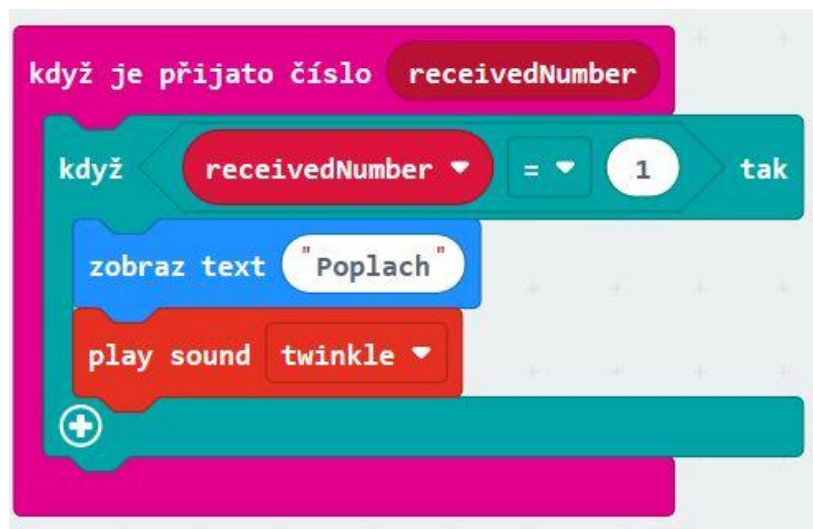 když je přijato číslo receivedNumber
když receivedNumber = 1 tak
zobraz text "Poplach"
play sound twinkle